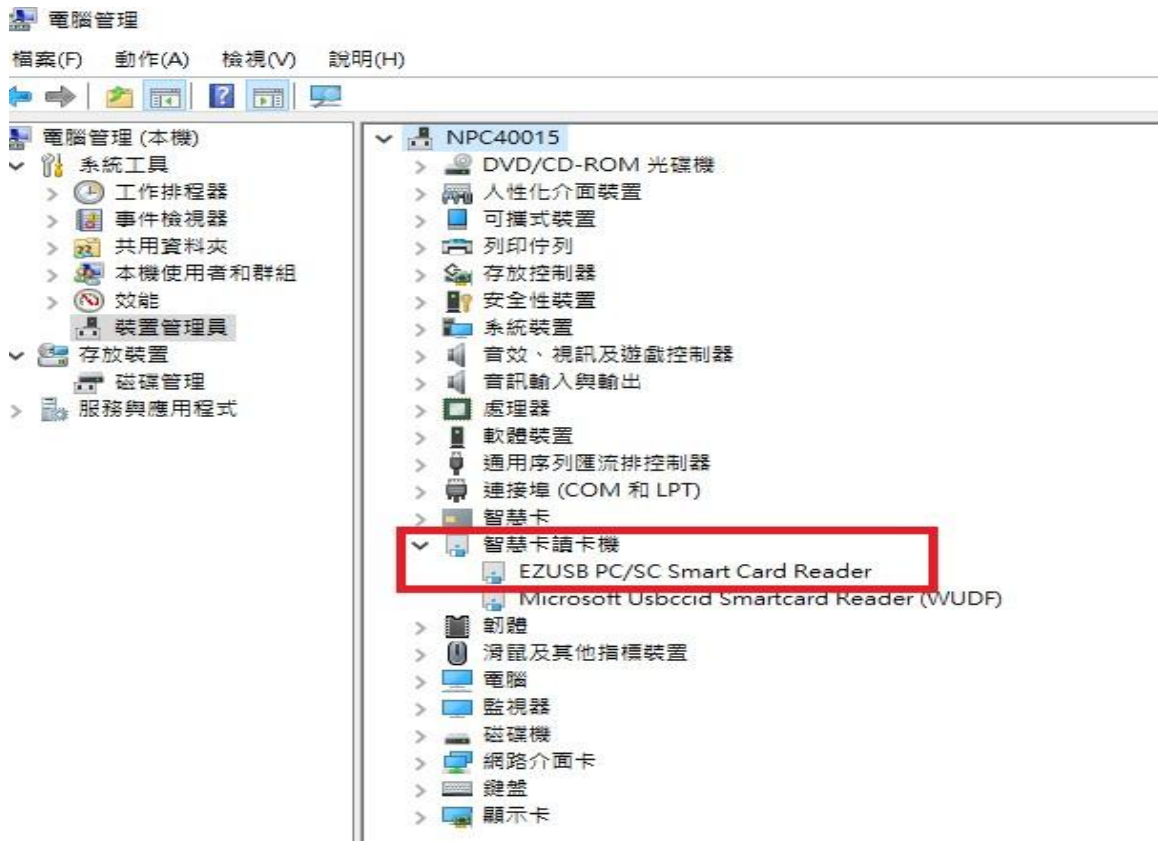 電腦管理
檔案(F) 動作(A) 檢視(V) 說明(H)
電腦管理 (本機)
系統工具
工作排程器
事件檢視器
共用資料夾
本機使用者和群組
效能
裝置管理員
存放裝置
磁碟管理
服務與應用程式
NPC40015
DVD/CD-ROM 光碟機
人性化介面裝置
可攜式裝置
列印佇列
存放控制器
安全性裝置
系統裝置
音效、視訊及遊戲控制器
音訊輸入與輸出
處理器
軟體裝置
通用序列匯流排控制器
連接埠 (COM 和 LPT)
智慧卡
智慧卡讀卡機
EZUSB PC/SC Smart Card Reader
Microsoft Usbccid Smartcard Reader (WUDF)
韌體
滑鼠及其他指標裝置
電腦
監視器
磁碟機
網路介面卡
鍵盤
顯示卡